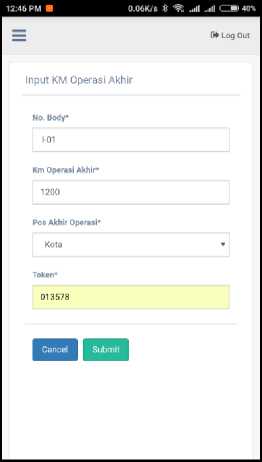 12:46 PM 0.06K/s 40%
Log Out
Input KM Operasi Akhir
No. Body*
I-01
Km Operasi Akhir*
1200
Pos Akhir Operasi*
Kota
Token*
013578
Cancel Submit